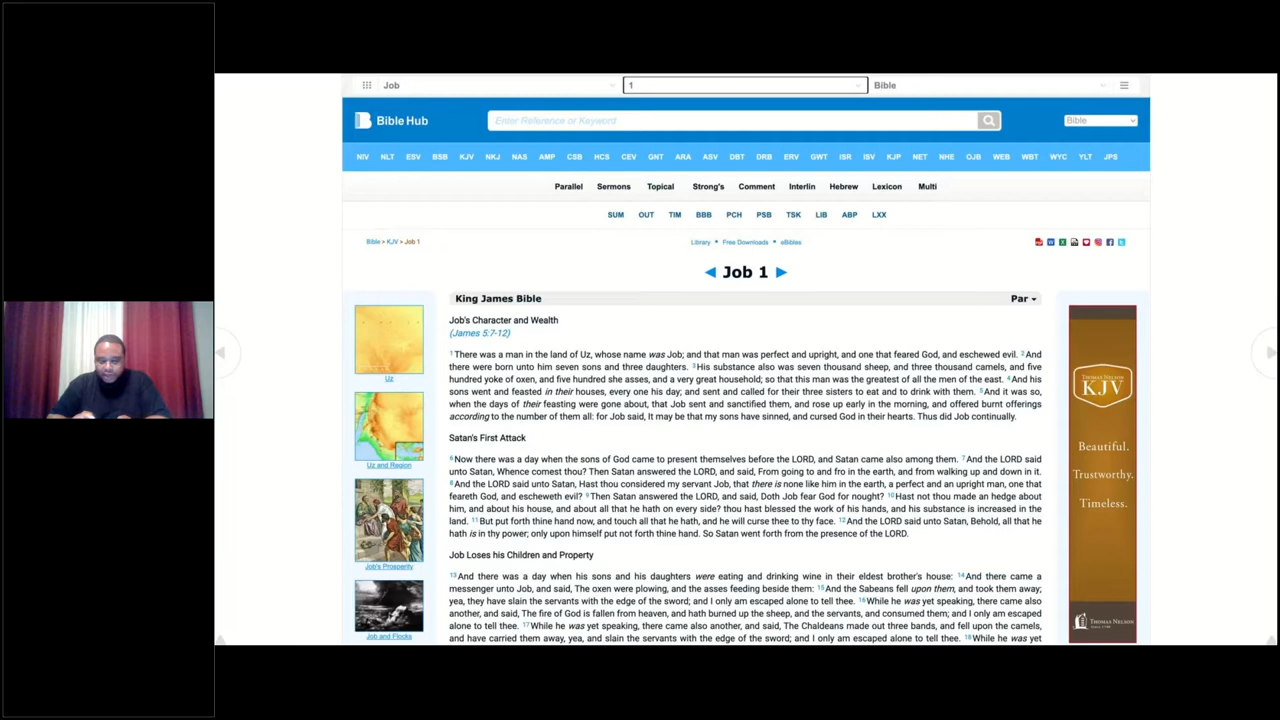 Job 1 Bible
Bible Hub Enter Reference or Keyword Bible
NIV NLT ESV BSB KJV NKJ NAS AMP CSB HCS CEV GNT ARA ASV DBT DRB ERV GWT ISR ISV KJP NET NHE OJB WEB WBT WYC YLT JPS
Parallel Sermons Topical Strong's Comment Interlin Hebrew Lexicon Multi
SUM OUT TIM BBB PCH PSB TSK LIB ABP LXX
Bible > KJV > Job 1
Library • Free Downloads • eBibles
◄ Job 1 ►
King James Bible Par
Job's Character and Wealth
(James 5:7-12)
1There was a man in the land of Uz, whose name was Job; and that man was perfect and upright, and one that feared God, and eschewed evil. 2And
there were born unto him seven sons and three daughters. 3His substance also was seven thousand sheep, and three thousand camels, and five
hundred yoke of oxen, and five hundred she asses, and a very great household; so that this man was the greatest of all the men of the east. 4And his
sons went and feasted in their houses, every one his day; and sent and called for their three sisters to eat and to drink with them. 5And it was so,
when the days of their feasting were gone about, that Job sent and sanctified them, and rose up early in the morning, and offered burnt offerings
according to the number of them all: for Job said, It may be that my sons have sinned, and cursed God in their hearts. Thus did Job continually.
Satan's First Attack
6Now there was a day when the sons of God came to present themselves before the LORD, and Satan came also among them. 7And the LORD said
unto Satan, Whence comest thou? Then Satan answered the LORD, and said, From going to and fro in the earth, and from walking up and down in it.
8And the LORD said unto Satan, Hast thou considered my servant Job, that there is none like him in the earth, a perfect and an upright man, one that
feareth God, and escheweth evil? 9Then Satan answered the LORD, and said, Doth Job fear God for nought? 10Hast not thou made an hedge about
him, and about his house, and about all that he hath on every side? thou hast blessed the work of his hands, and his substance is increased in the
land. 11But put forth thine hand now, and touch all that he hath, and he will curse thee to thy face. 12And the LORD said unto Satan, Behold, all that he
hath is in thy power; only upon himself put not forth thine hand. So Satan went forth from the presence of the LORD.
Job Loses his Children and Property
13And there was a day when his sons and his daughters were eating and drinking wine in their eldest brother's house: 14And there came a
messenger unto Job, and said, The oxen were plowing, and the asses feeding beside them: 15And the Sabeans fell upon them, and took them away;
yea, they have slain the servants with the edge of the sword; and I only am escaped alone to tell thee. 16While he was yet speaking, there came also
another, and said, The fire of God is fallen from heaven, and hath burned up the sheep, and the servants, and consumed them; and I only am escaped
alone to tell thee. 17While he was yet speaking, there came also another, and said, The Chaldeans made out three bands, and fell upon the camels,
and have carried them away, yea, and slain the servants with the edge of the sword; and I only am escaped alone to tell thee. 18While he was yet
Uz
Uz and Region
Job's Prosperity
Job and Flocks
THOMAS NELSON
KJV
Beautiful.
Trustworthy.
Timeless.
THOMAS NELSON